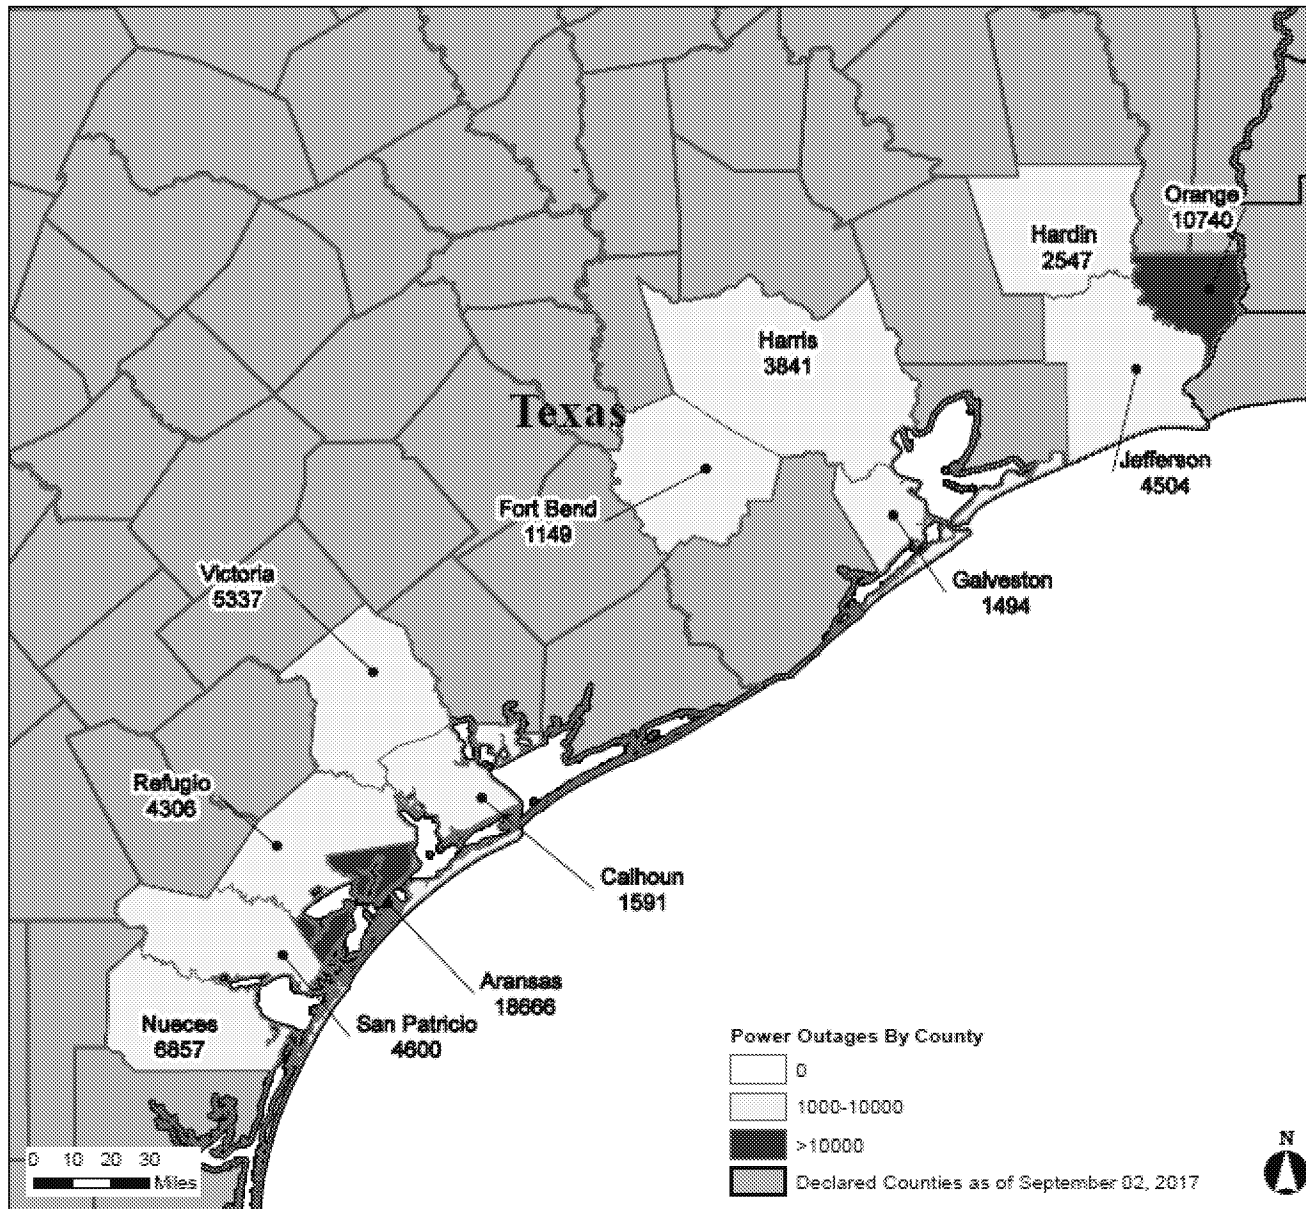 Orange
10740
Hardin
2547
Harris
3841
Texas
Jefferson
4504
Fort Bend
1149
Victoria
5337
Galveston
1494
Refugio
4306
Calhoun
1591
Aransas
18666
San Patricio
4600
Nueces
6857
Power Outages By County
0
1000-10000
>10000
Declared Counties as of September 02, 2017
0 10 20 30
Miles
N